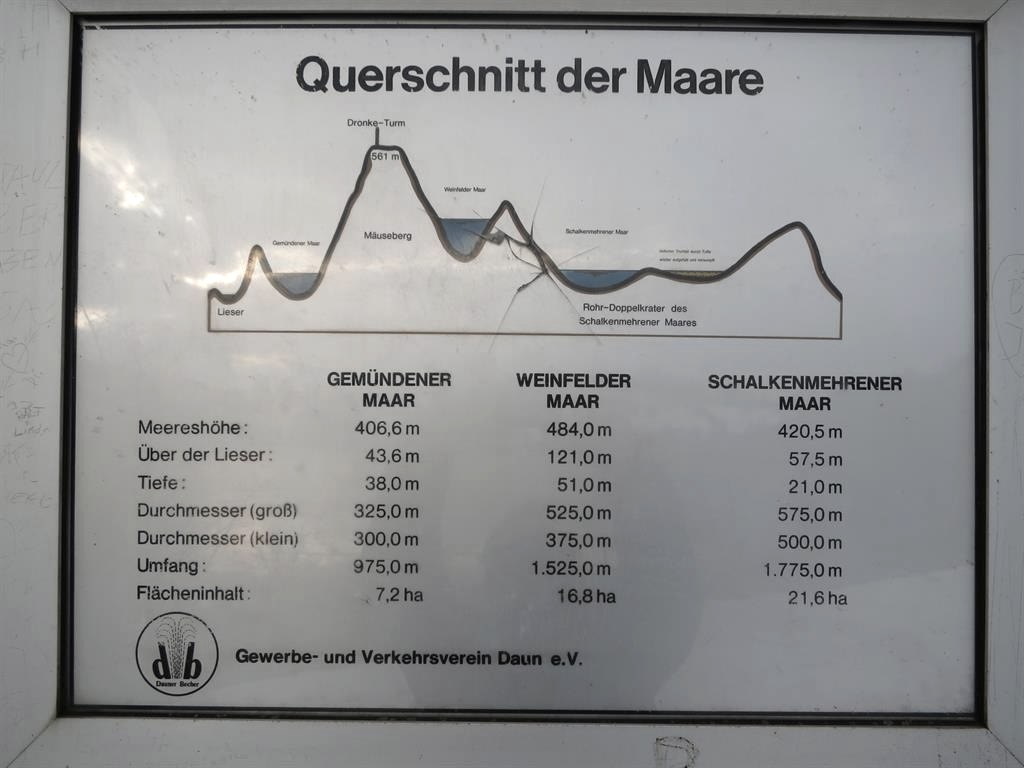 Querschnitt der Maare
Dronke-Turm
561 m
Weinfelder Maar
Schalkenmehrener Maar
Gemündener Maar
Mäuseberg
Lieser
Rohr-Doppelkrater des
Schalkenmehrener Maares
GEMÜNDENER MAAR WEINFELDER MAAR SCHALKENMEHRENER MAAR
Meereshöhe: 406,6 m 484,0 m 420,5 m
Über der Lieser: 43,6 m 121,0 m 57,5 m
Tiefe: 38,0 m 51,0 m 21,0 m
Durchmesser (groß) 325,0 m 525,0 m 575,0 m
Durchmesser (klein) 300,0 m 375,0 m 500,0 m
Umfang: 975,0 m 1.525,0 m 1.775,0 m
Flächeninhalt: 7,2 ha 16,8 ha 21,6 ha
db
Dauner Becher
Gewerbe- und Verkehrsverein Daun e.V.